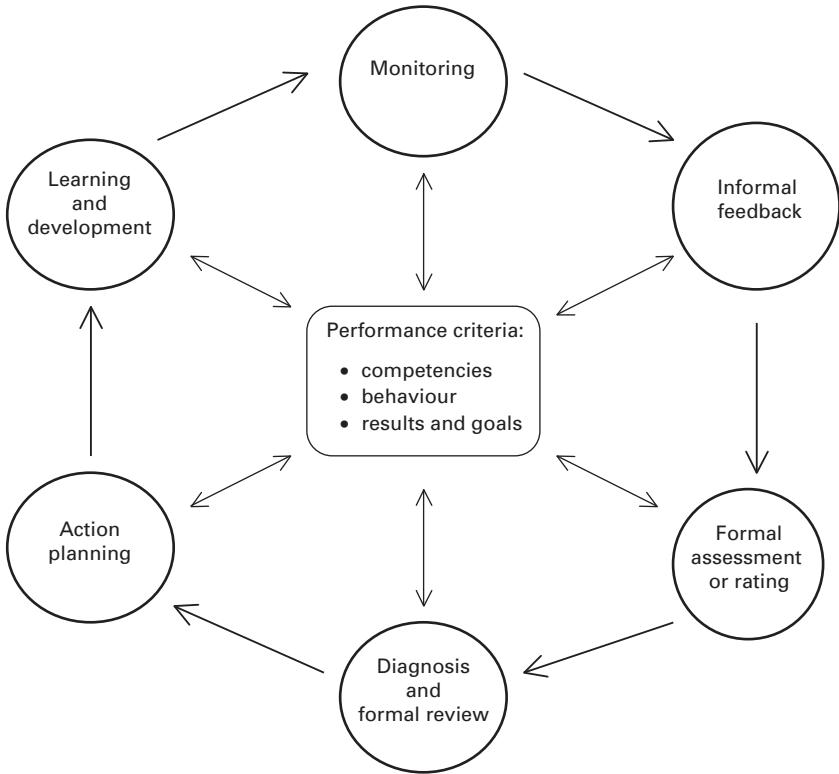 Monitoring
Learning
and
development
Informal
feedback
Performance criteria:
• competencies
• behaviour
• results and goals
Action
planning
Formal
assessment
or rating
Diagnosis
and
formal review